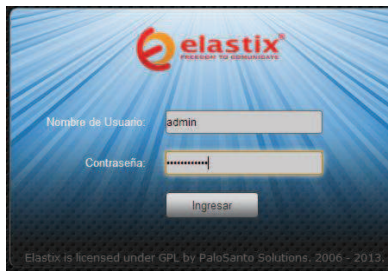 elastix®
FREEDOM TO COMMUNICATE
Nombre de Usuario: admin
Contraseña: •••••••••••
Ingresar
Elastix is licensed under GPL by PaloSanto Solutions. 2006 - 2013.